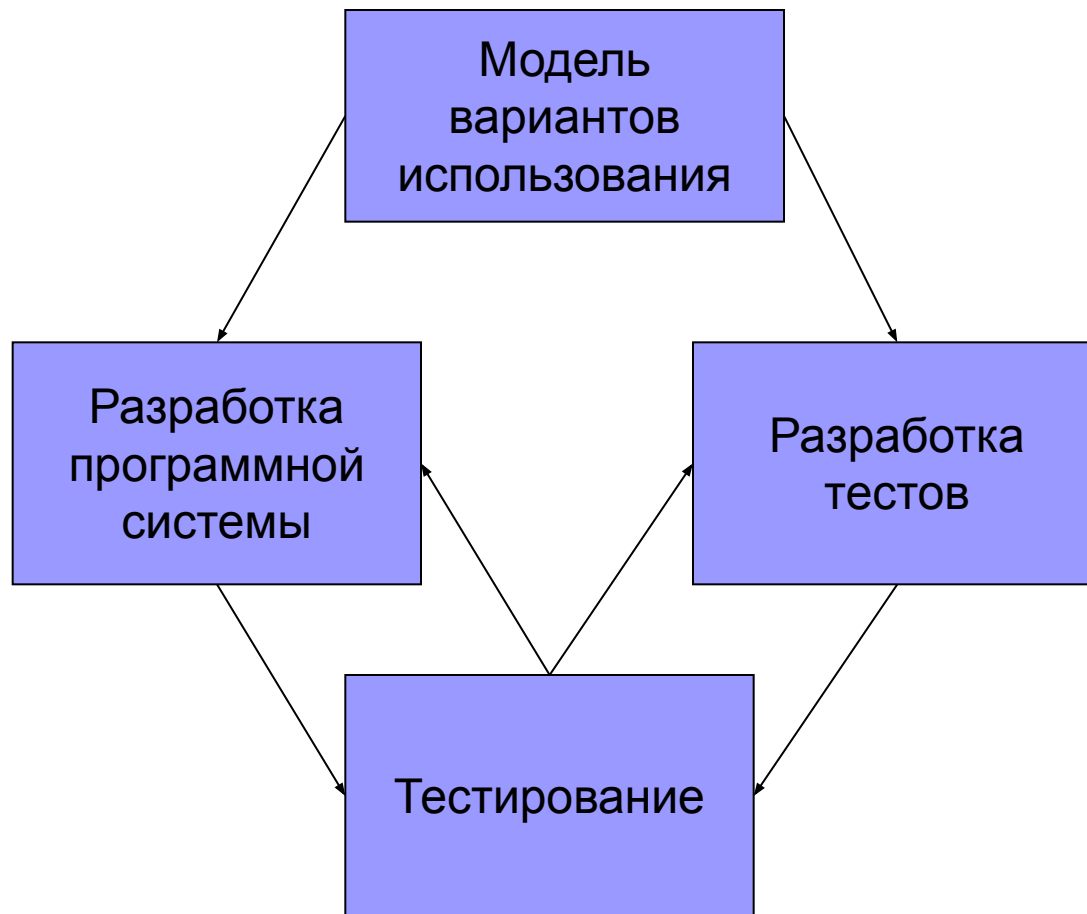 Модель
вариантов
использования
Разработка
программной
системы
Разработка
тестов
Тестирование